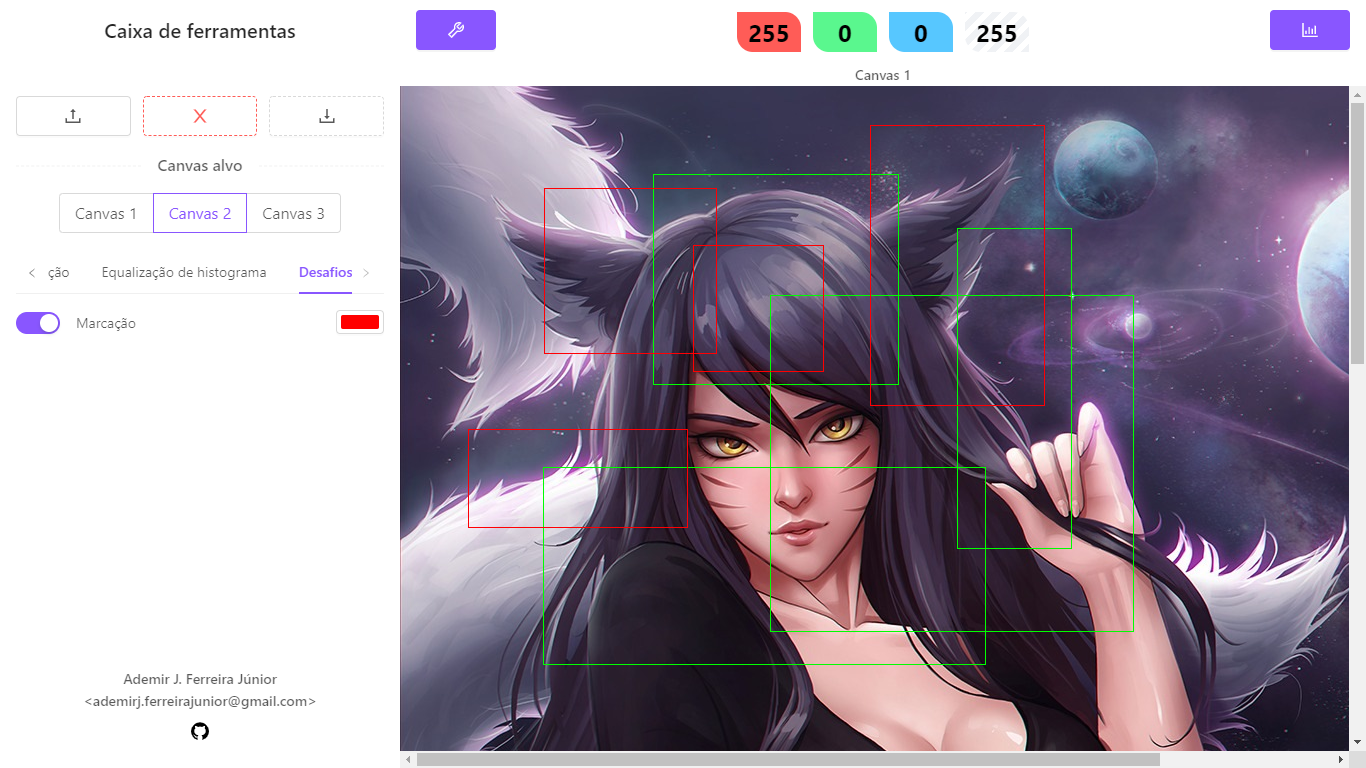 Caixa de ferramentas
255 0 0 255
Canvas 1
X
Canvas alvo
Canvas 1 Canvas 2 Canvas 3
< ção Equalização de histograma Desafios >
Marcação
Ademir J. Ferreira Júnior
<ademirj.ferreirajunior@gmail.com>